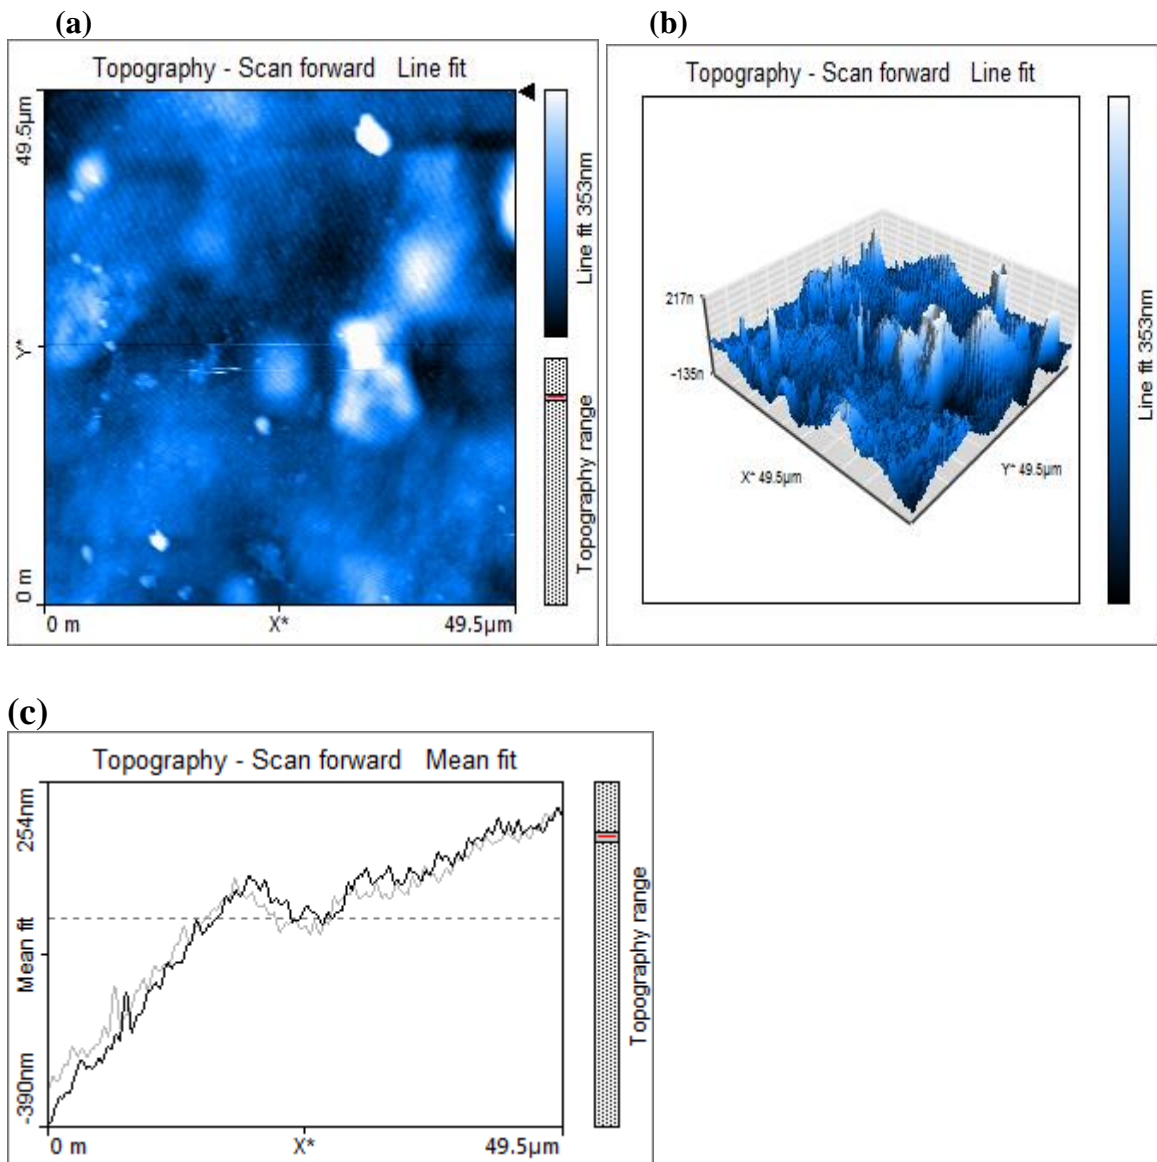 (a)
Topography - Scan forward Line fit
49.5µm
Y*
0 m
0 m
X*
49.5µm
Line fit 353nm
Topography range
(b)
Topography - Scan forward Line fit
217n
-135n
X* 49.5µm
Y* 49.5µm
Line fit 353nm
(c)
Topography - Scan forward Mean fit
254nm
Mean fit
-390nm
0 m
X*
49.5µm
Topography range